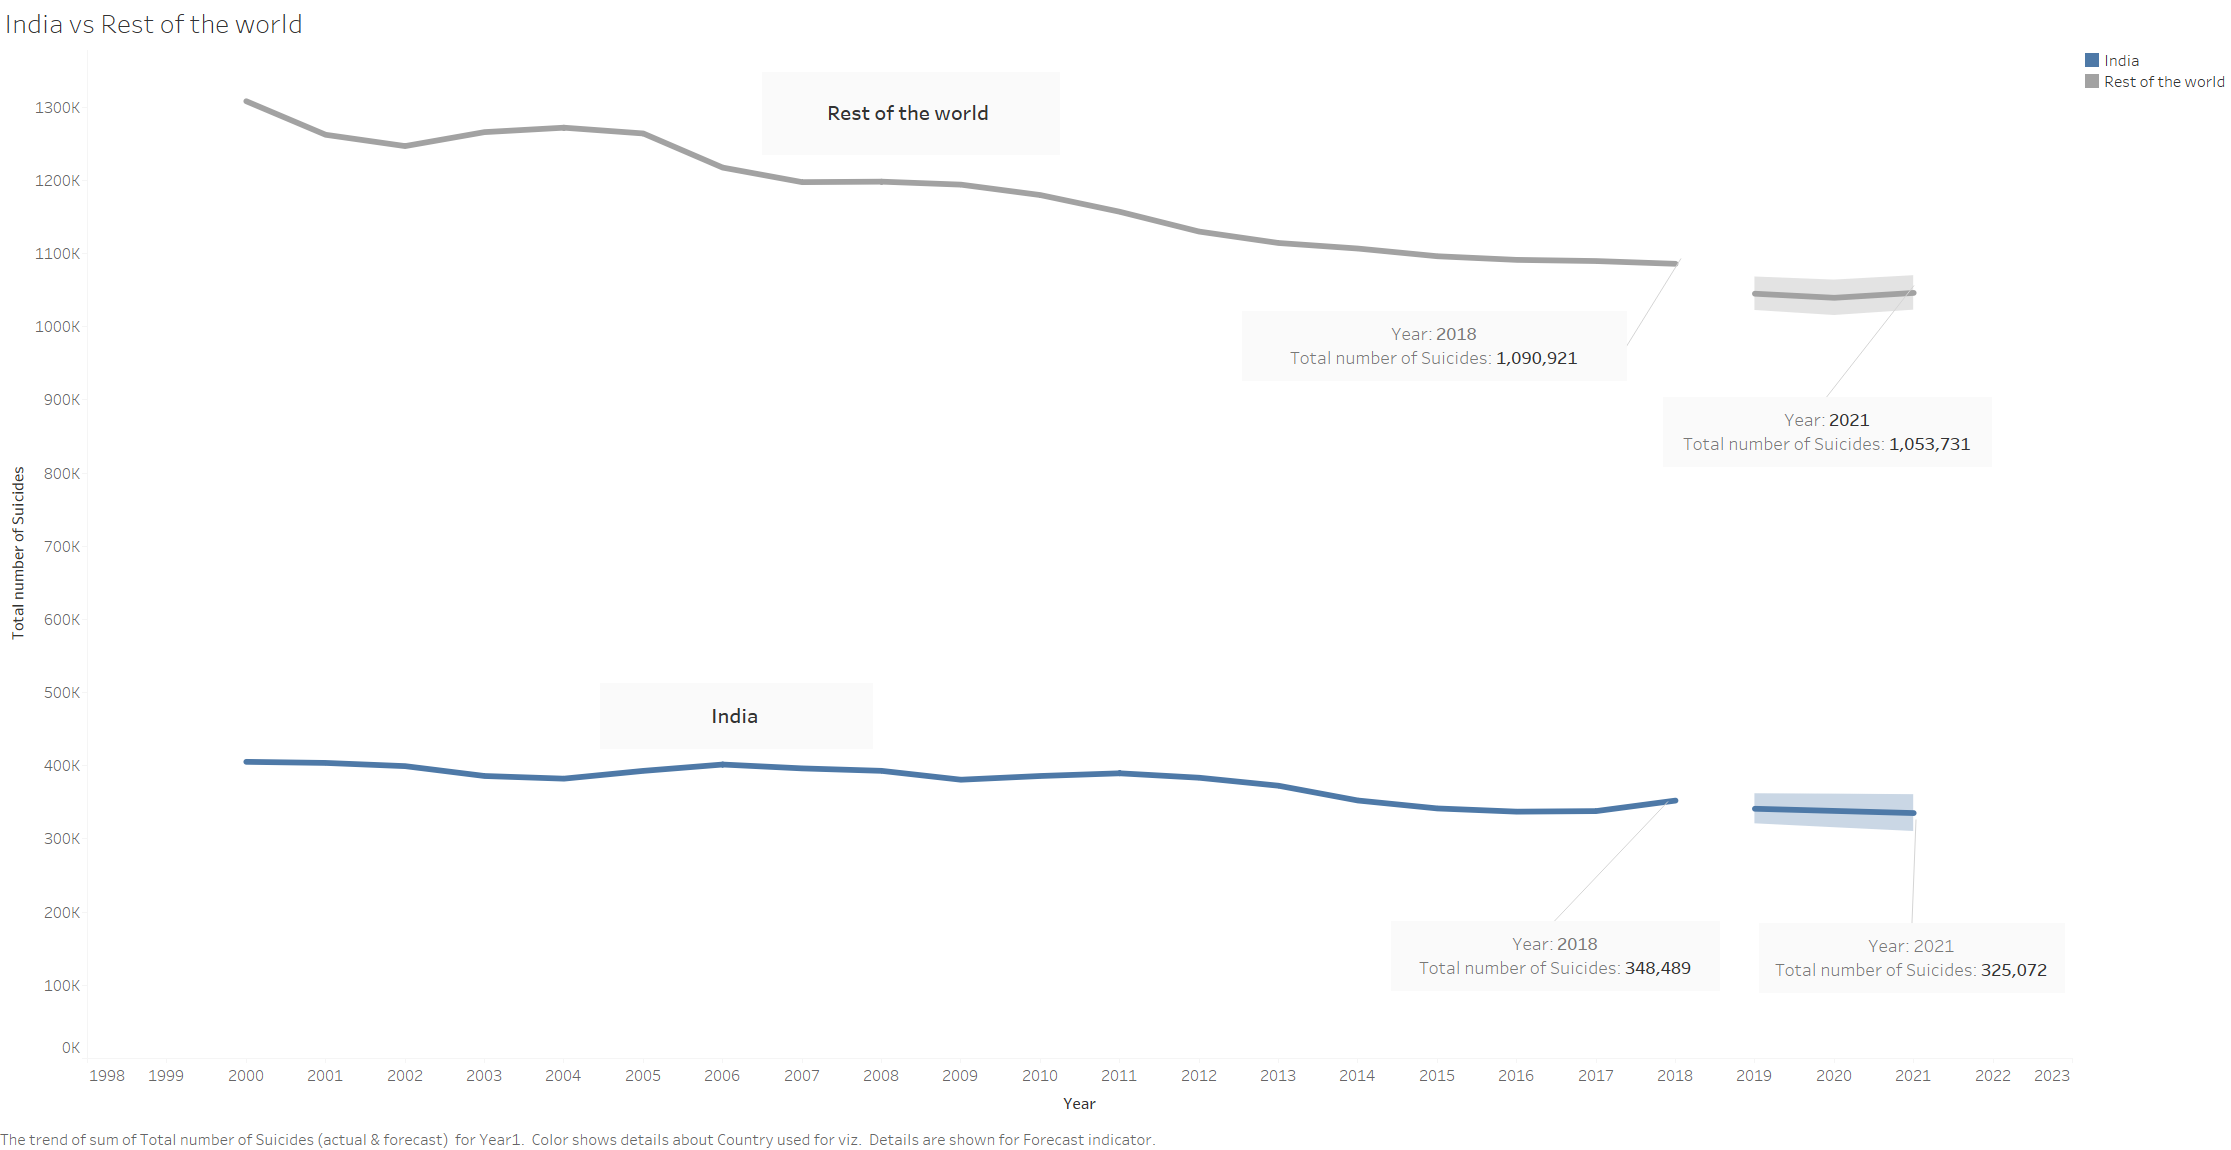 India vs Rest of the world
India
Rest of the world
Rest of the world
1300K
1200K
1100K
1000K
900K
800K
700K
600K
500K
400K
300K
200K
100K
0K
Total number of Suicides
Year: 2018
Total number of Suicides: 1,090,921
Year: 2021
Total number of Suicides: 1,053,731
India
Year: 2018
Total number of Suicides: 348,489
Year: 2021
Total number of Suicides: 325,072
1998 1999 2000 2001 2002 2003 2004 2005 2006 2007 2008 2009 2010 2011 2012 2013 2014 2015 2016 2017 2018 2019 2020 2021 2022 2023
Year
The trend of sum of Total number of Suicides (actual & forecast) for Year1. Color shows details about Country used for viz. Details are shown for Forecast indicator.